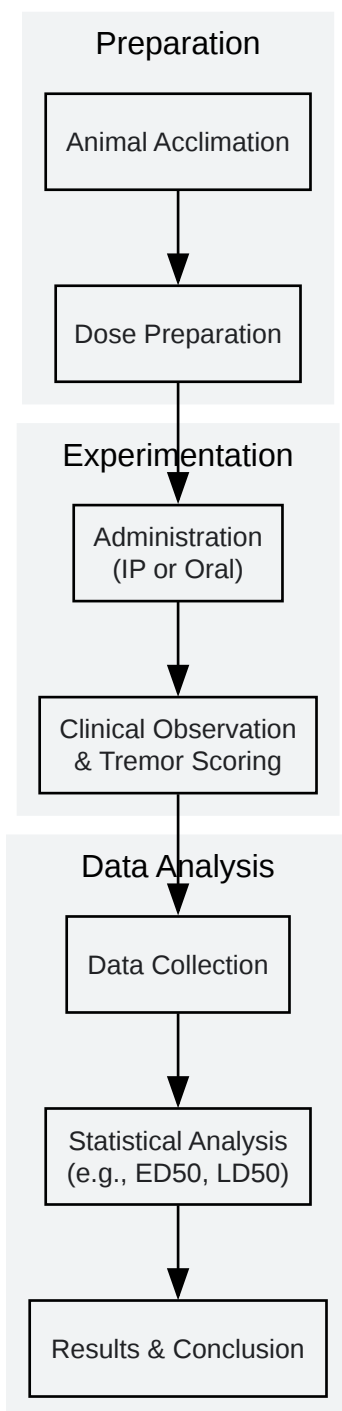 Preparation
Animal Acclimation
Dose Preparation
Experimentation
Administration
(IP or Oral)
Clinical Observation
& Tremor Scoring
Data Analysis
Data Collection
Statistical Analysis
(e.g., ED50, LD50)
Results & Conclusion